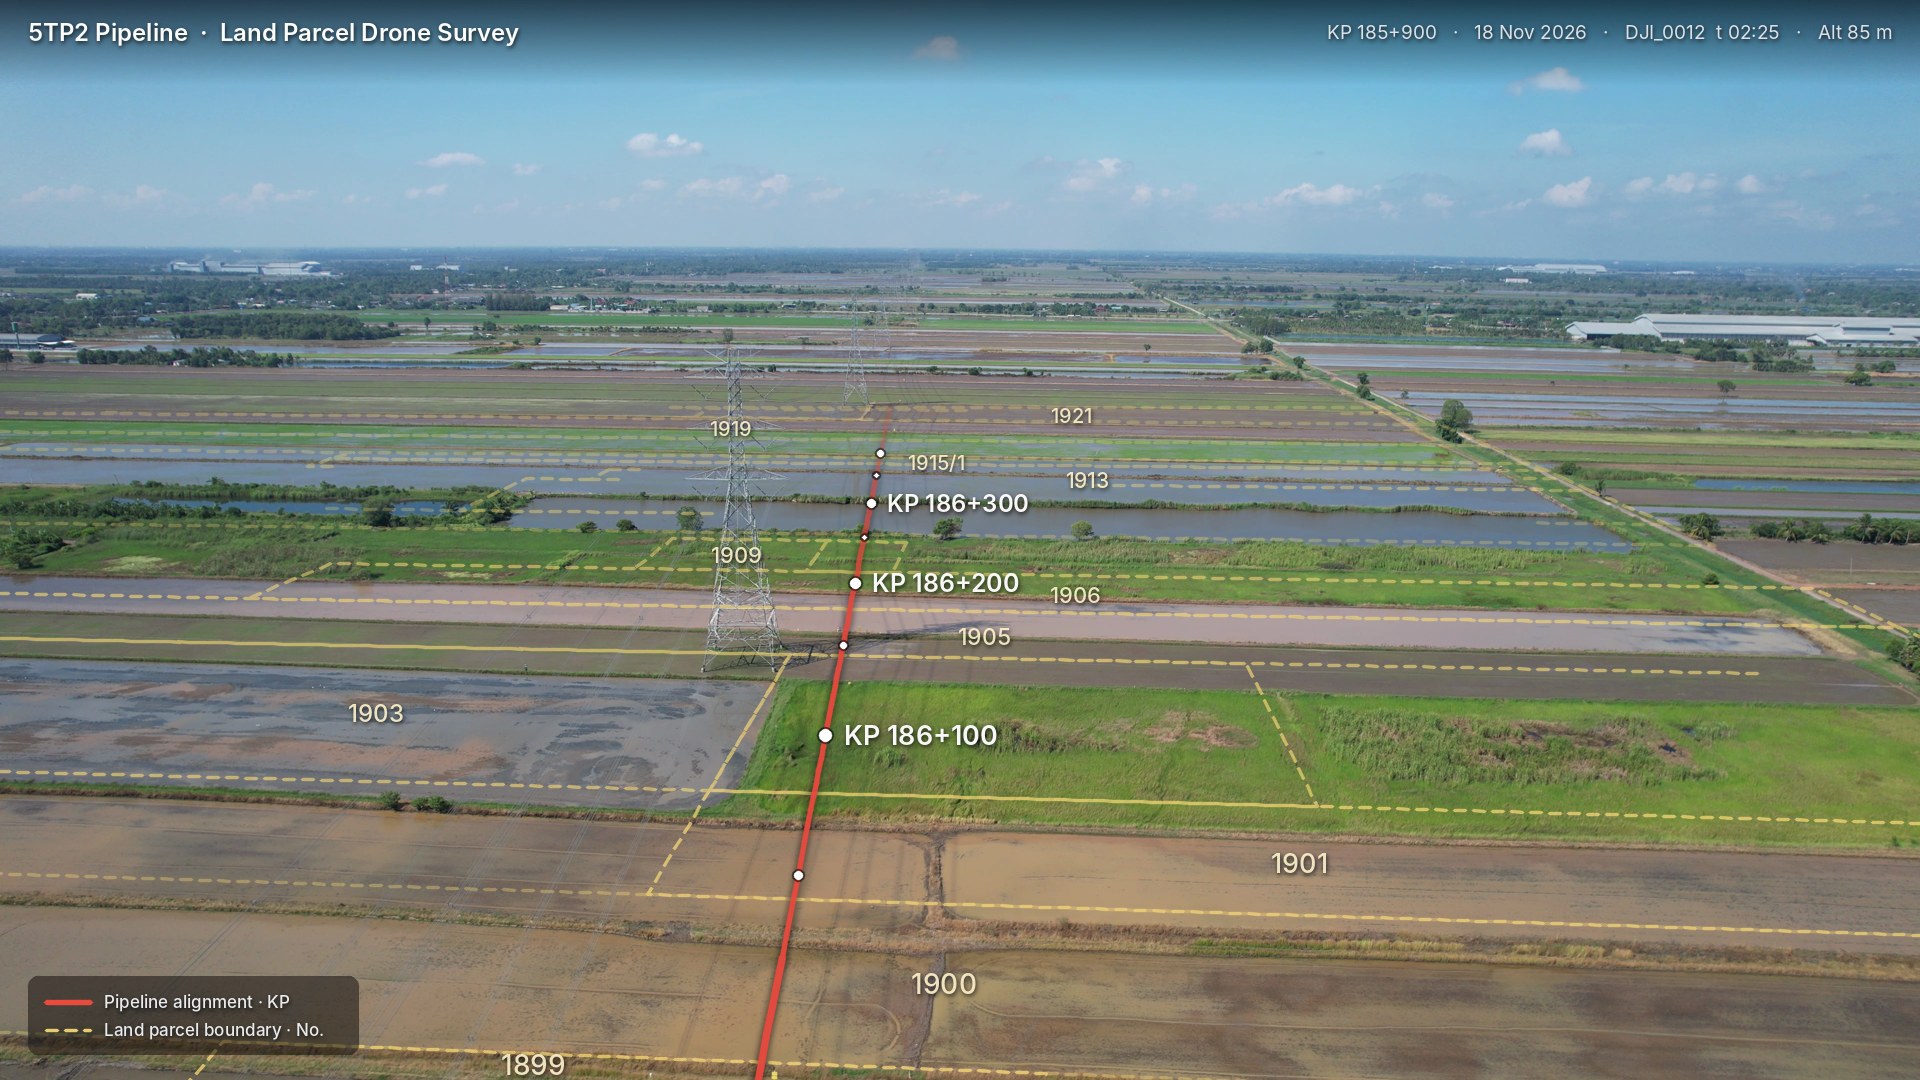 5TP2 Pipeline · Land Parcel Drone Survey
KP 185+900 · 18 Nov 2026 · DJI_0012 t 02:25 · Alt 85 m
1921
1919
1915/1
1913
KP 186+300
1909
KP 186+200
1906
1905
1903
KP 186+100
1901
1900
Pipeline alignment · KP
Land parcel boundary · No.
1899